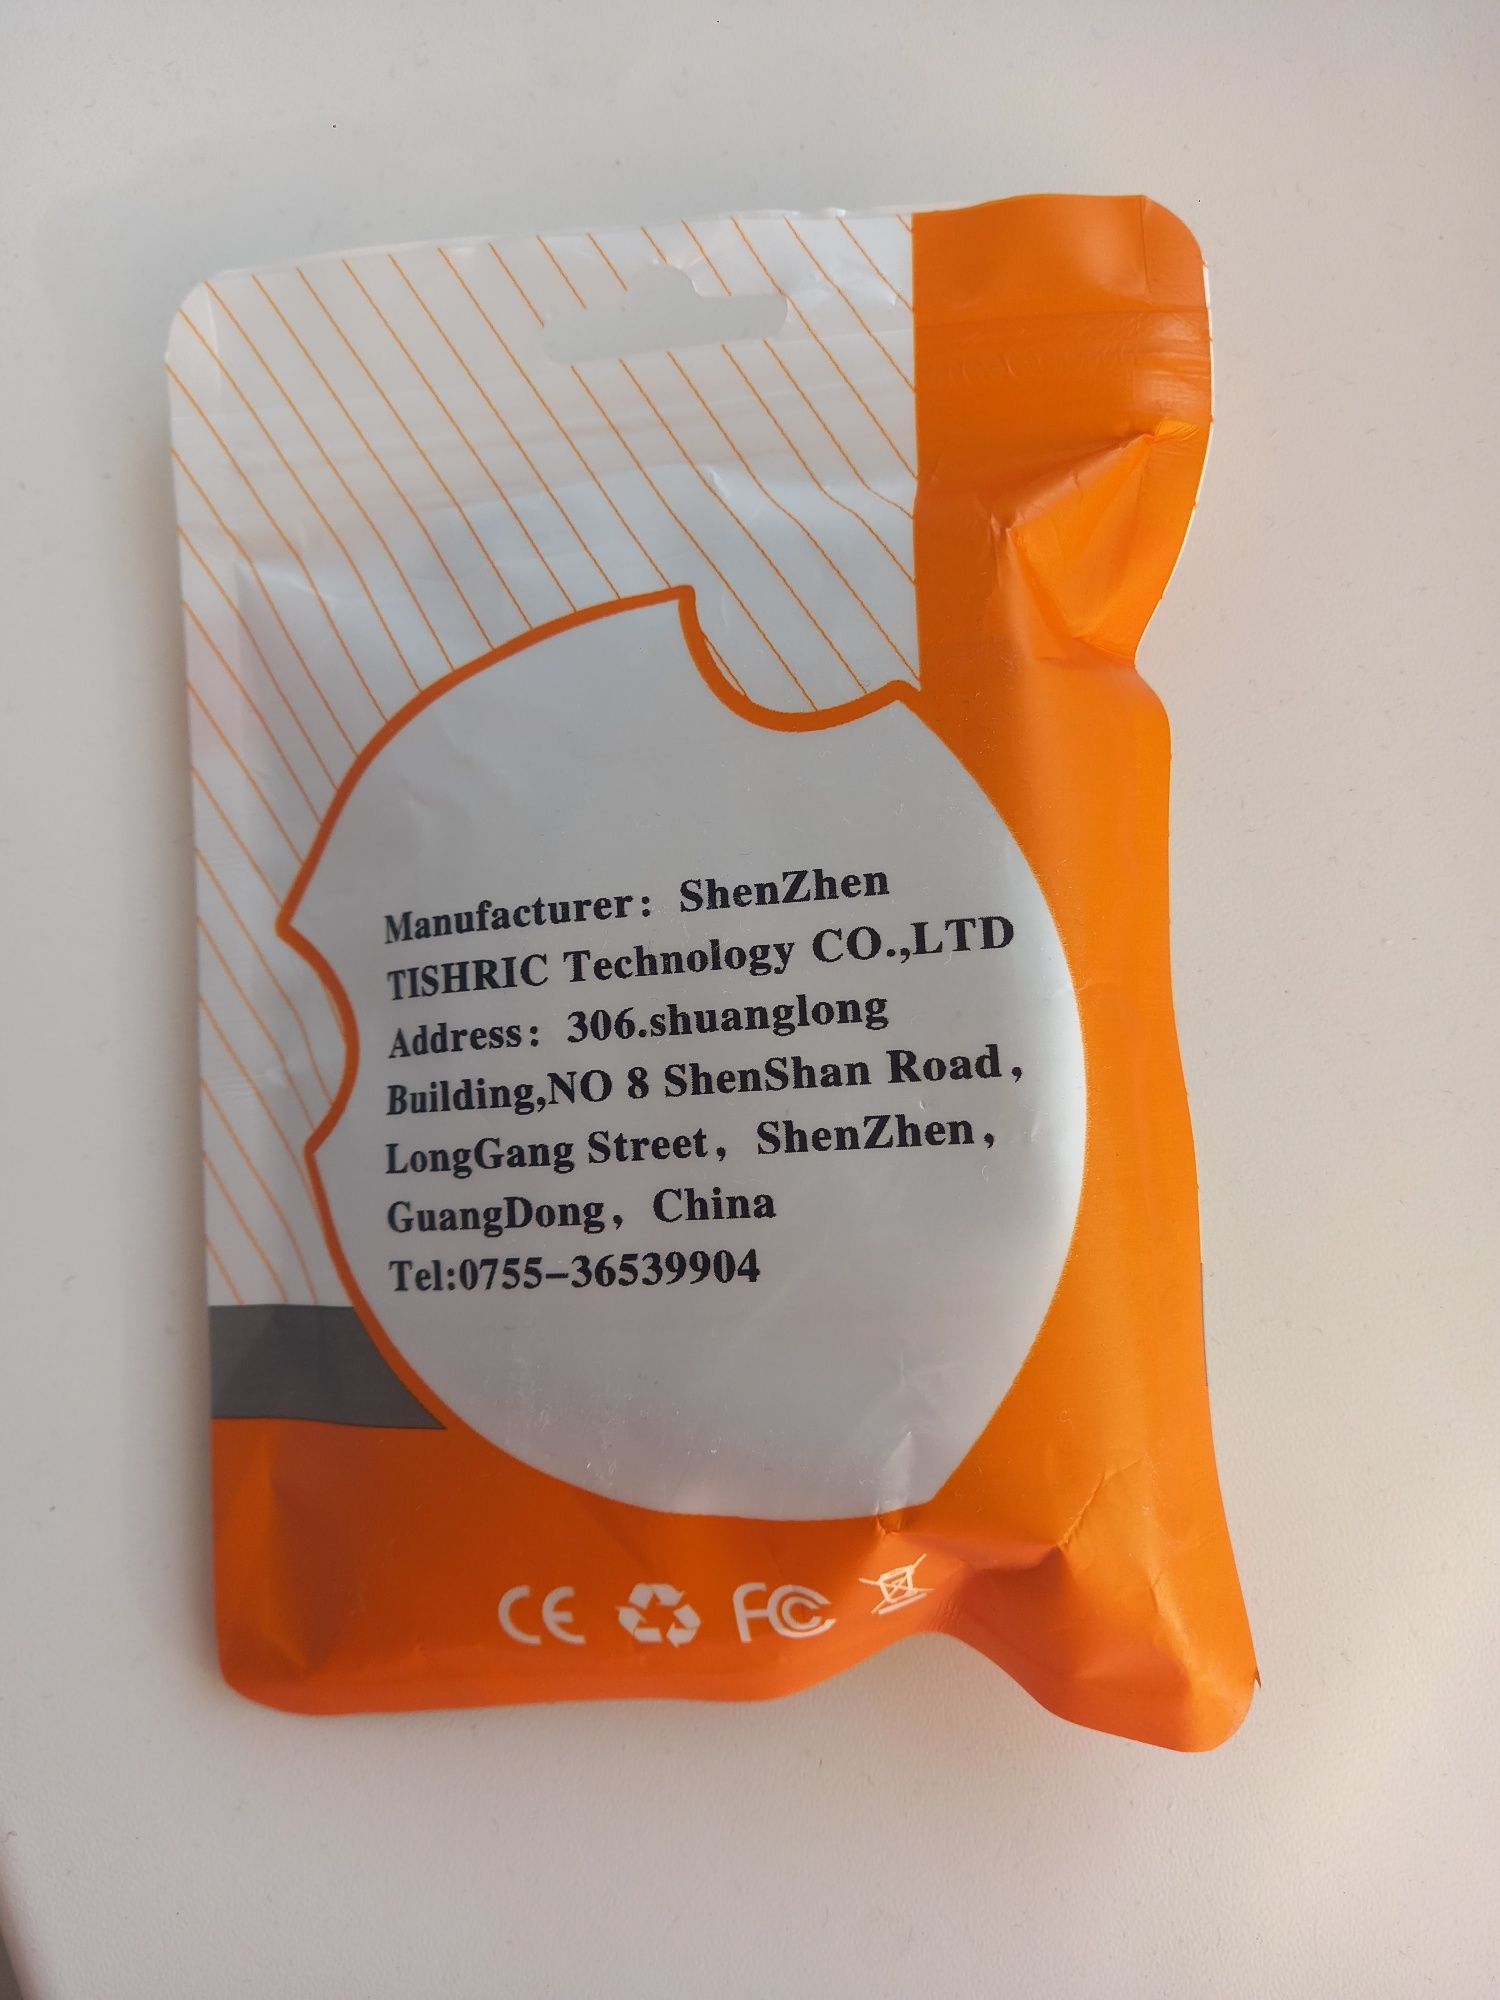 Manufacturer：ShenZhen
TISHRIC Technology CO.,LTD
Address：306.shuanglong
Building,NO 8 ShenShan Road，
LongGang Street，ShenZhen，
GuangDong，China
Tel:0755-36539904
CE FC